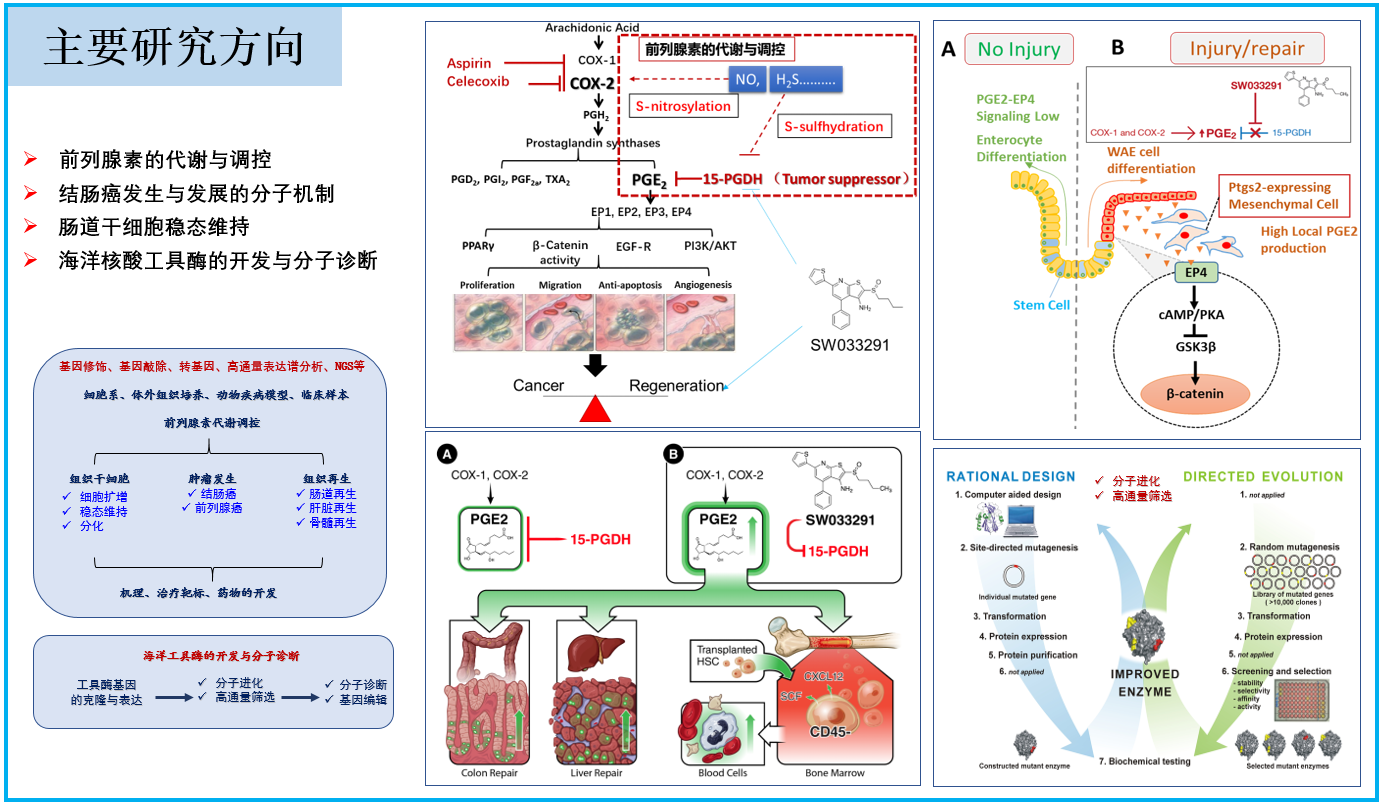 主要研究方向
前列腺素的代谢与调控
结肠癌发生与发展的分子机制
肠道干细胞稳态维持
海洋核酸工具酶的开发与分子诊断
基因修饰、基因敲除、转基因、高通量表达谱分析、NGS等
细胞系、体外组织培养、动物疾病模型、临床样本
前列腺素代谢调控
组织干细胞
细胞扩增
稳态维持
分化
肿瘤发生
结肠癌
前列腺癌
组织再生
肠道再生
肝脏再生
骨髓再生
机理、治疗靶标、药物的开发
海洋工具酶的开发与分子诊断
工具酶基因
的克隆与表达
分子进化
高通量筛选
分子诊断
基因编辑
Arachidonic Acid
COX-1
Aspirin
Celecoxib
COX-2
PGH2
Prostaglandin synthases
前列腺素的代谢与调控
NO,
H2S..........
S-nitrosylation
S-sulfhydration
PGD2, PGI2, PGF2a, TXA2
PGE2
15-PGDH（Tumor suppressor）
EP1, EP2, EP3, EP4
PPARγ
β-Catenin
activity
EGF-R
PI3K/AKT
Proliferation
Migration
Anti-apoptosis
Angiogenesis
S
N
S
S
O
NH2
CH3
SW033291
Cancer
Regeneration
A
No Injury
B
Injury/repair
PGE2-EP4
Signaling Low
Enterocyte
Differentiation
Stem Cell
SW033291
COX-1 and COX-2
PGE2
15-PGDH
WAE cell
differentiation
Ptgs2-expressing
Mesenchymal Cell
High Local PGE2
production
EP4
cAMP/PKA
GSK3β
β-catenin
A
COX-1, COX-2
PGE2
15-PGDH
B
COX-1, COX-2
PGE2
SW033291
15-PGDH
Colon Repair
Liver Repair
Transplanted
HSC
CXCL12
SCF
CD45-
Blood Cells
Bone Marrow
RATIONAL DESIGN
分子进化
高通量筛选
DIRECTED EVOLUTION
1. Computer aided design
2. Site-directed mutagenesis
Individual mutated gene
3. Transformation
4. Protein expression
5. Protein purification
6. not applied
Constructed mutant enzyme
IMPROVED
ENZYME
7. Biochemical testing
1. not applied
2. Random mutagenesis
Library of mutated genes
( >10,000 clones )
3. Transformation
4. Protein expression
5. not applied
6. Screening and selection
- stability
- selectivity
- affinity
- activity
Selected mutant enzymes